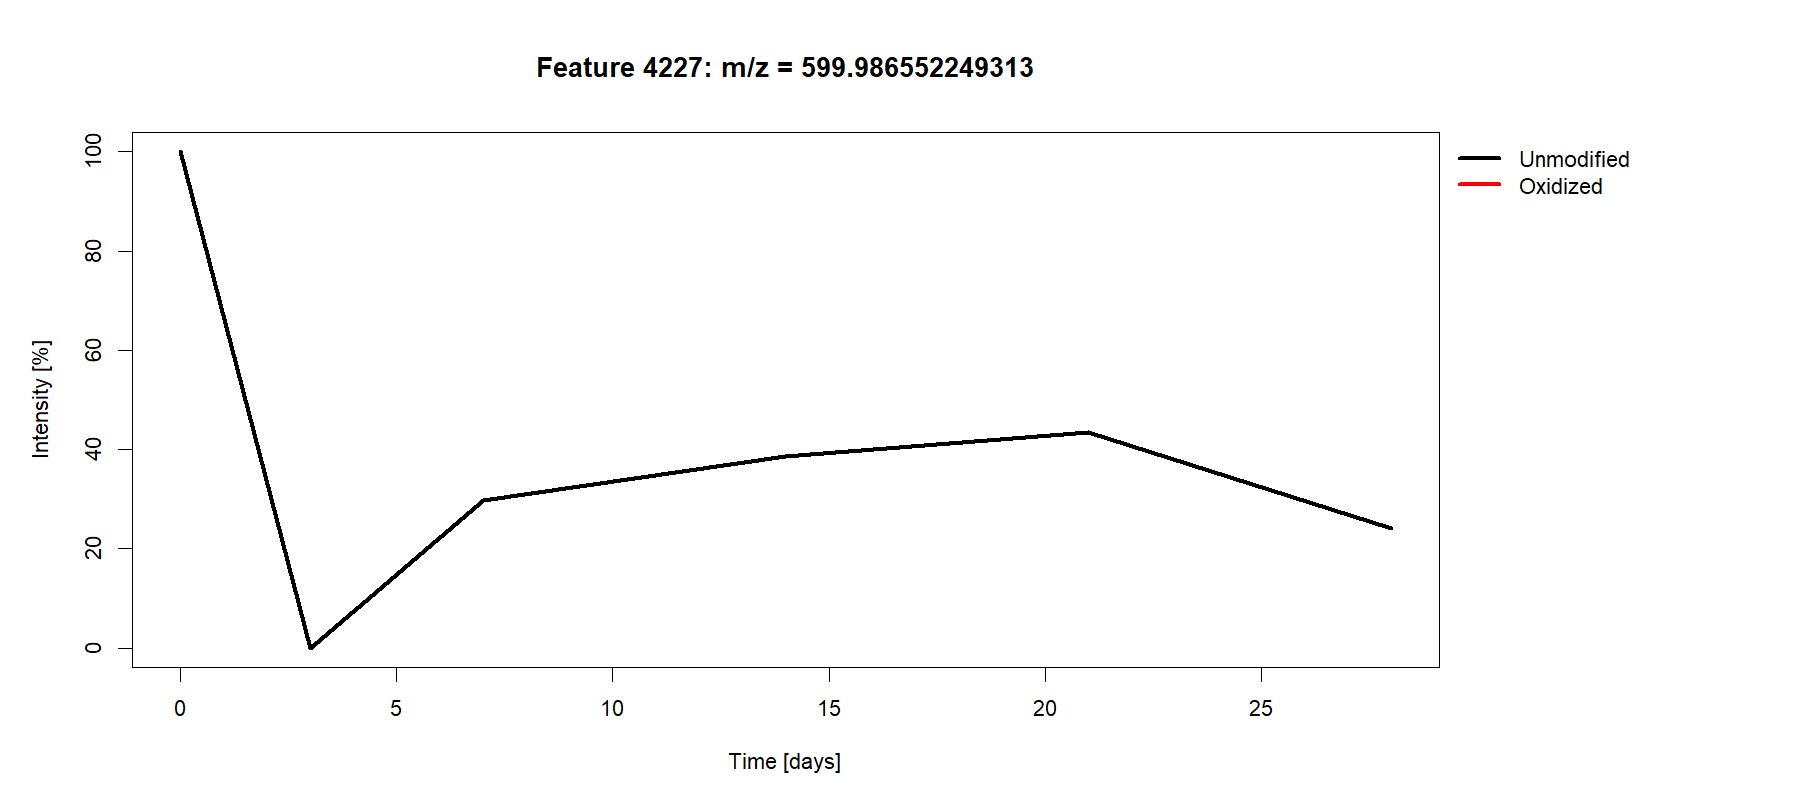 Feature 4227: m/z = 599.986552249313
Unmodified
Oxidized
Intensity [%]
100
80
60
40
20
0
0 5 10 15 20 25
Time [days]